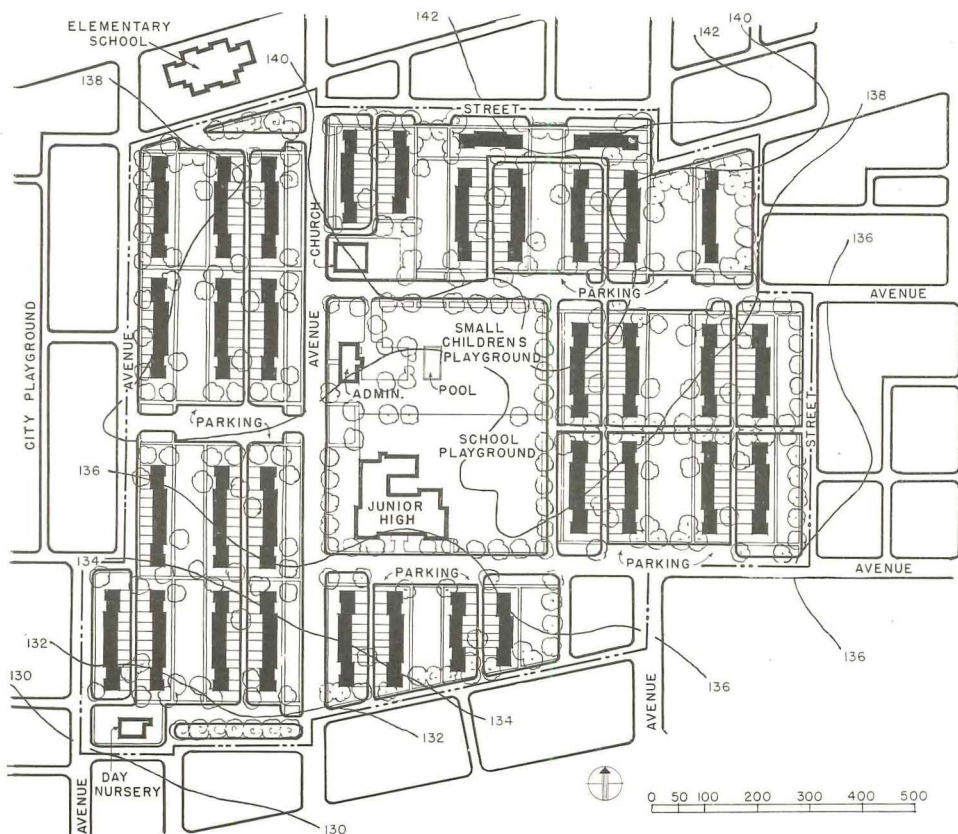 ELEMENTARY
SCHOOL
142
140
142
138
140
138
STREET
CHURCH
136
AVENUE
PARKING
CITY PLAYGROUND
AVENUE
AVENUE
SMALL
CHILDRENS
PLAYGROUND
ADMIN.
POOL
STREET
PARKING
SCHOOL
PLAYGROUND
136
JUNIOR
HIGH
134
PARKING
PARKING
AVENUE
132
130
136
136
134
132
AVENUE
DAY
NURSERY
AVENUE
130
0 50 100 200 300 400 500